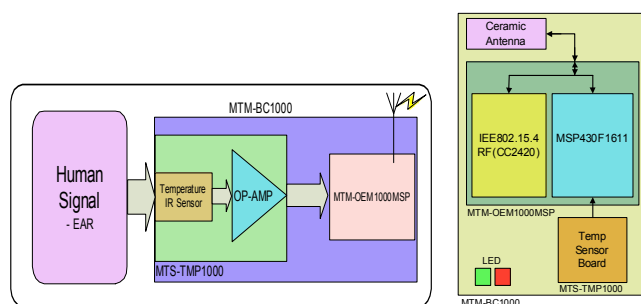 MTM-BC1000
Human
Signal
- EAR
Temperature
IR Sensor
OP-AMP
MTM-OEM1000MSP
MTS-TMP1000
Ceramic
Antenna
IEE802.15.4
RF(CC2420)
MSP430F1611
MTM-OEM1000MSP
Temp
Sensor
Board
LED
MTS-TMP1000
MTM-BC1000